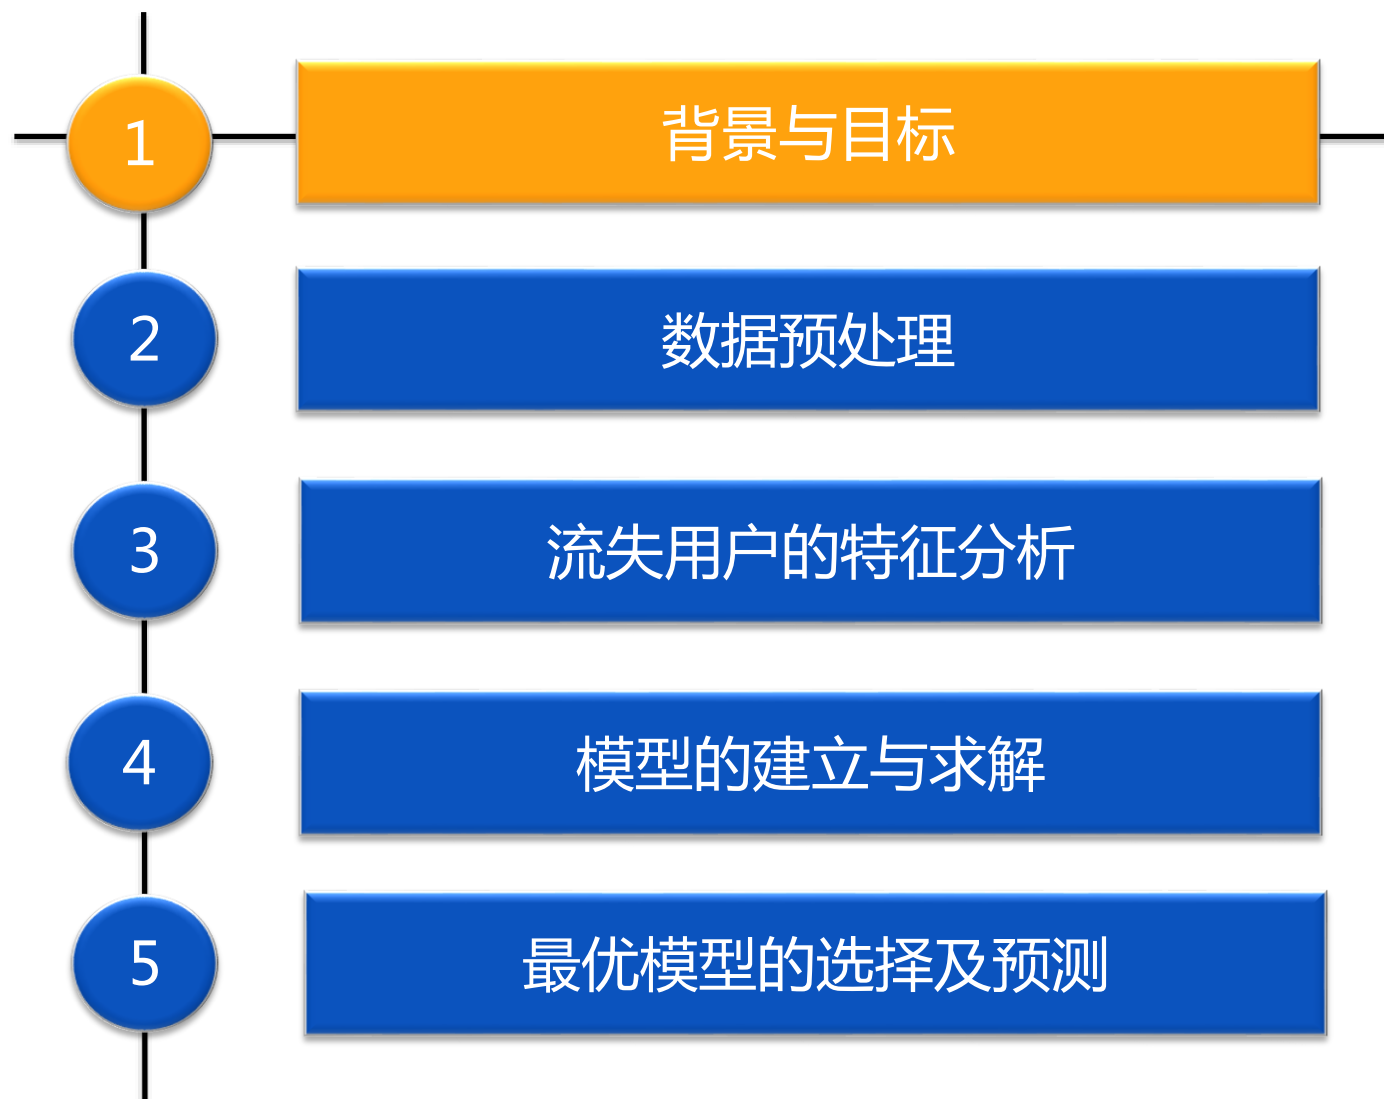 1 背景与目标
2 数据预处理
3 流失用户的特征分析
4 模型的建立与求解
5 最优模型的选择及预测